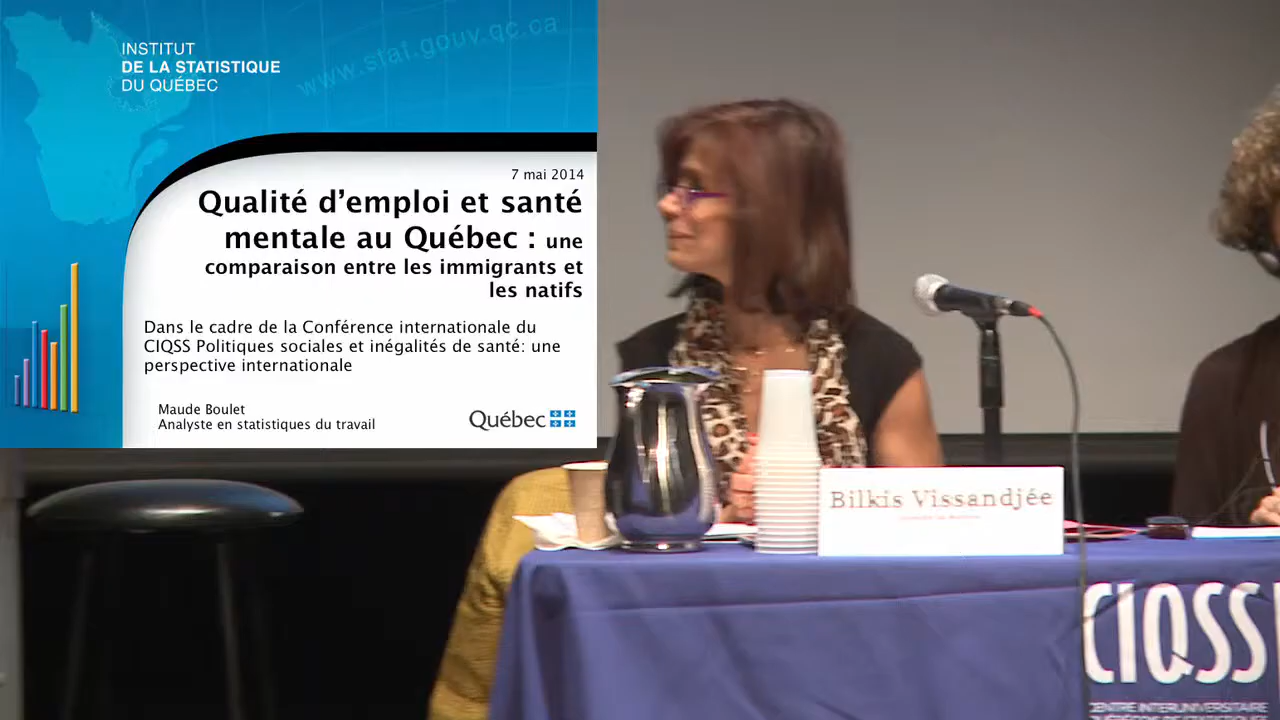 www.stat.gouv.qc.ca
INSTITUT
DE LA STATISTIQUE
DU QUÉBEC
7 mai 2014
Qualité d'emploi et santé
mentale au Québec : une
comparaison entre les immigrants et
les natifs
Dans le cadre de la Conférence internationale du
CIQSS Politiques sociales et inégalités de santé: une
perspective internationale
Maude Boulet
Analyste en statistiques du travail
Québec
Bilkis Vissandjée
CIQSS
CENTRE INTERUNIVERSITAIRE